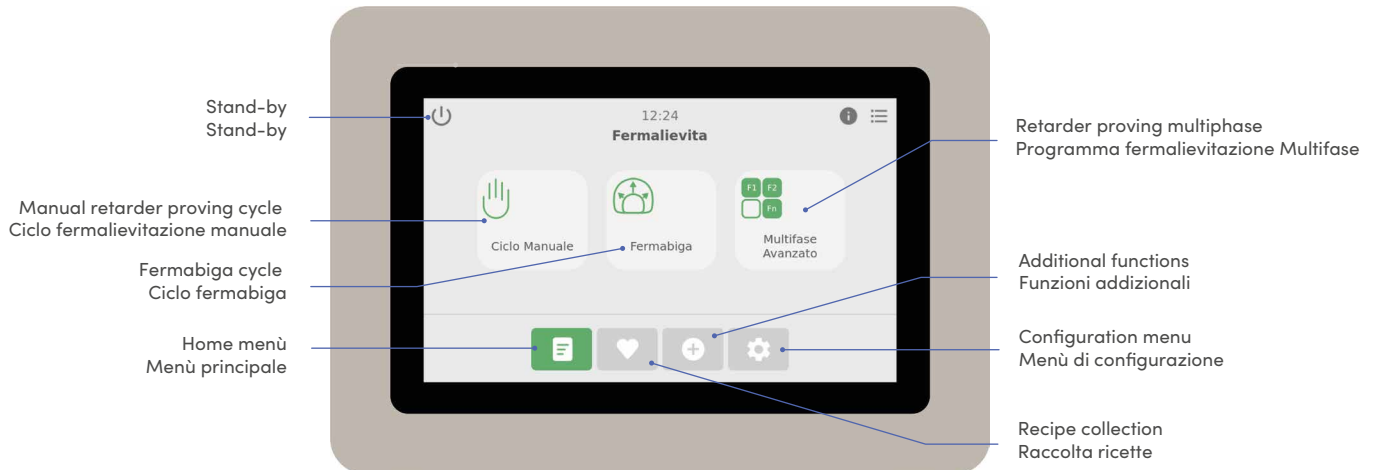 Stand-by
Stand-by
Manual retarder proving cycle
Ciclo fermalievitazione manuale
Fermabiga cycle
Ciclo fermabiga
Home menù
Menù principale
12:24
Fermalievita
Ciclo Manuale
Fermabiga
F1 F2
Fn
Multifase
Avanzato
Retarder proving multiphase
Programma fermalievitazione Multifase
Additional functions
Funzioni addizionali
Configuration menu
Menù di configurazione
Recipe collection
Raccolta ricette